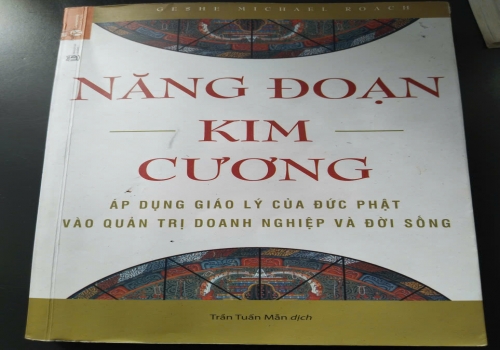 GESHE MICHAEL ROACH
NĂNG ĐOẠN
KIM
CƯƠNG
ÁP DỤNG GIÁO LÝ CỦA ĐỨC PHẬT
VÀO QUẢN TRỊ DOANH NGHIỆP VÀ ĐỜI SỐNG
Trần Tuấn Mẫn dịch